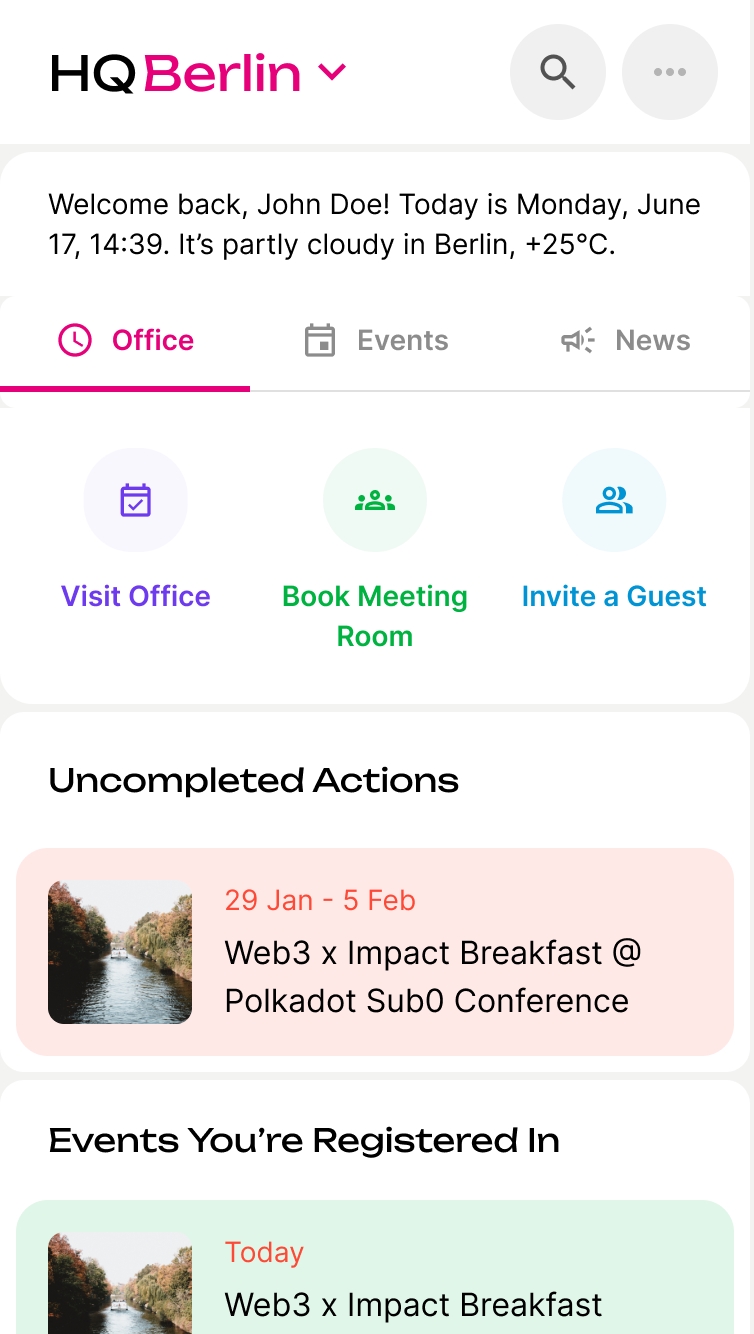 HQ Berlin
Welcome back, John Doe! Today is Monday, June
17, 14:39. It’s partly cloudy in Berlin, +25°C.
Office Events News
Visit Office Book Meeting Invite a Guest
Room
Uncompleted Actions
29 Jan - 5 Feb
Web3 x Impact Breakfast @
Polkadot Sub0 Conference
Events You’re Registered In
Today
Web3 x Impact Breakfast